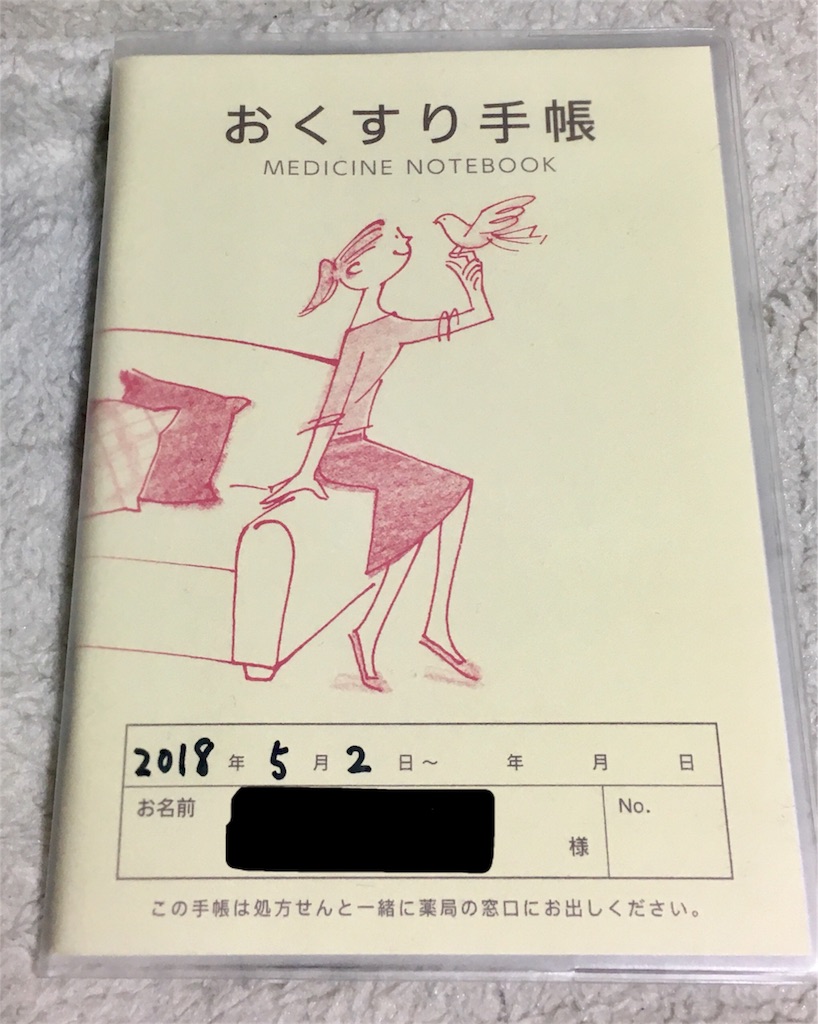 おくすり手帳
MEDICINE NOTEBOOK
2018年5月2日～ 年 月 日
お名前 様 No.
この手帳は処方せんと一緒に薬局の窓口にお出しください。